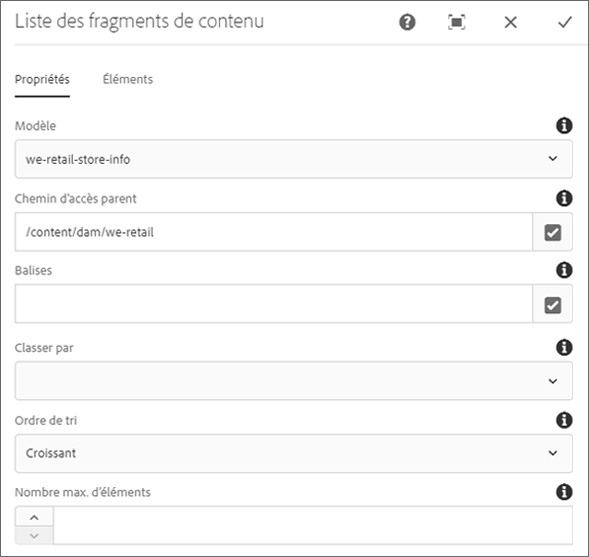 Liste des fragments de contenu
Propriétés Éléments
Modèle
we-retail-store-info
Chemin d'accès parent
/content/dam/we-retail
Balises
Classer par
Ordre de tri
Croissant
Nombre max. d'éléments